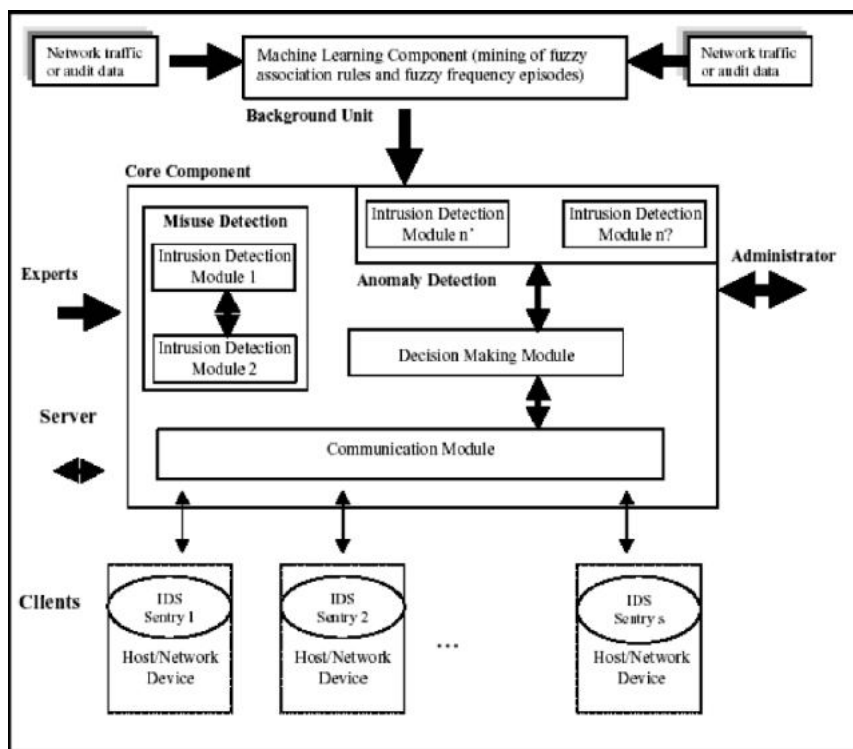 Network traffic
or audit data
Machine Learning Component (mining of fuzzy
association rules and fuzzy frequency episodes)
Network traffic
or audit data
Background Unit
Core Component
Misuse Detection
Intrusion Detection
Module 1
Intrusion Detection
Module 2
Intrusion Detection
Module n'
Intrusion Detection
Module n?
Anomaly Detection
Administrator
Experts
Decision Making Module
Server
Communication Module
Clients
IDS
Sentry 1
Host/Network
Device
IDS
Sentry 2
Host/Network
Device
...
IDS
Sentry s
Host/Network
Device